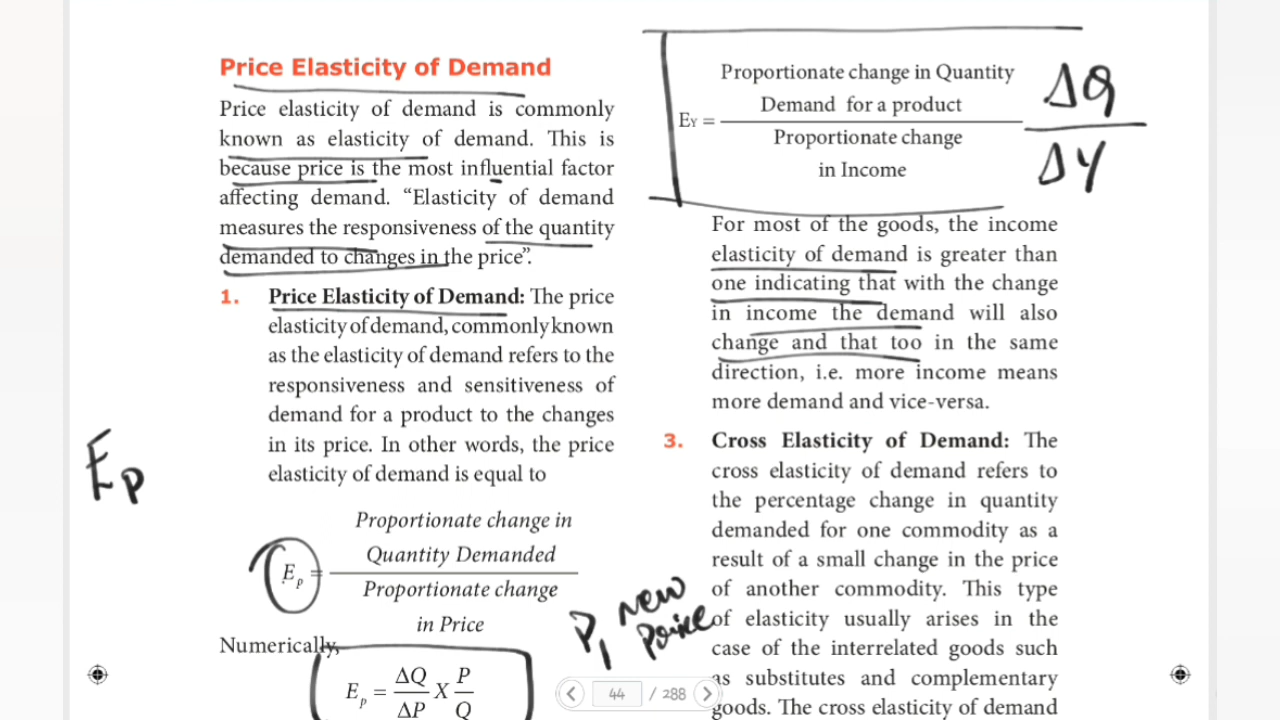 Price Elasticity of Demand
Price elasticity of demand is commonly
known as elasticity of demand. This is
because price is the most influential factor
affecting demand. “Elasticity of demand
measures the responsiveness of the quantity
demanded to changes in the price”.
1. Price Elasticity of Demand: The price
elasticity of demand, commonly known
as the elasticity of demand refers to the
responsiveness and sensitiveness of
demand for a product to the changes
in its price. In other words, the price
elasticity of demand is equal to
Ep
Proportionate change in
Quantity Demanded
Ep =
Proportionate change
in Price
Numerically,
Ep = ΔQ/ΔP X P/Q
P1 New
Price
Proportionate change in Quantity
Demand for a product
EY =
Proportionate change
in Income
ΔQ
ΔY
For most of the goods, the income
elasticity of demand is greater than
one indicating that with the change
in income the demand will also
change and that too in the same
direction, i.e. more income means
more demand and vice-versa.
3. Cross Elasticity of Demand: The
cross elasticity of demand refers to
the percentage change in quantity
demanded for one commodity as a
result of a small change in the price
of another commodity. This type
of elasticity usually arises in the
case of the interrelated goods such
as substitutes and complementary
goods. The cross elasticity of demand
44 / 288